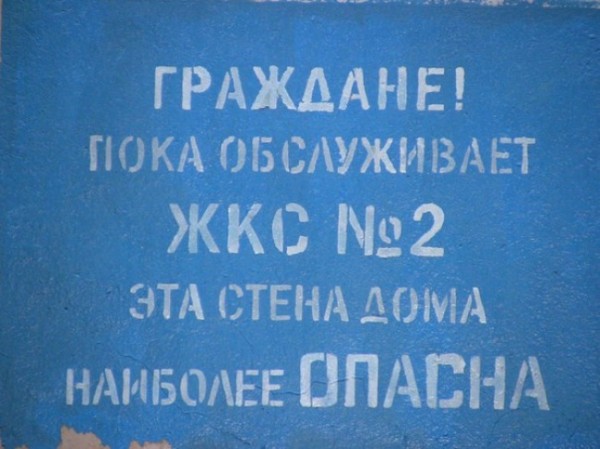 ГРАЖДАНЕ!
ПОКА ОБСЛУЖИВАЕТ
ЖКС №2
ЭТА СТЕНА ДОМА
НАИБОЛЕЕ ОПАСНА